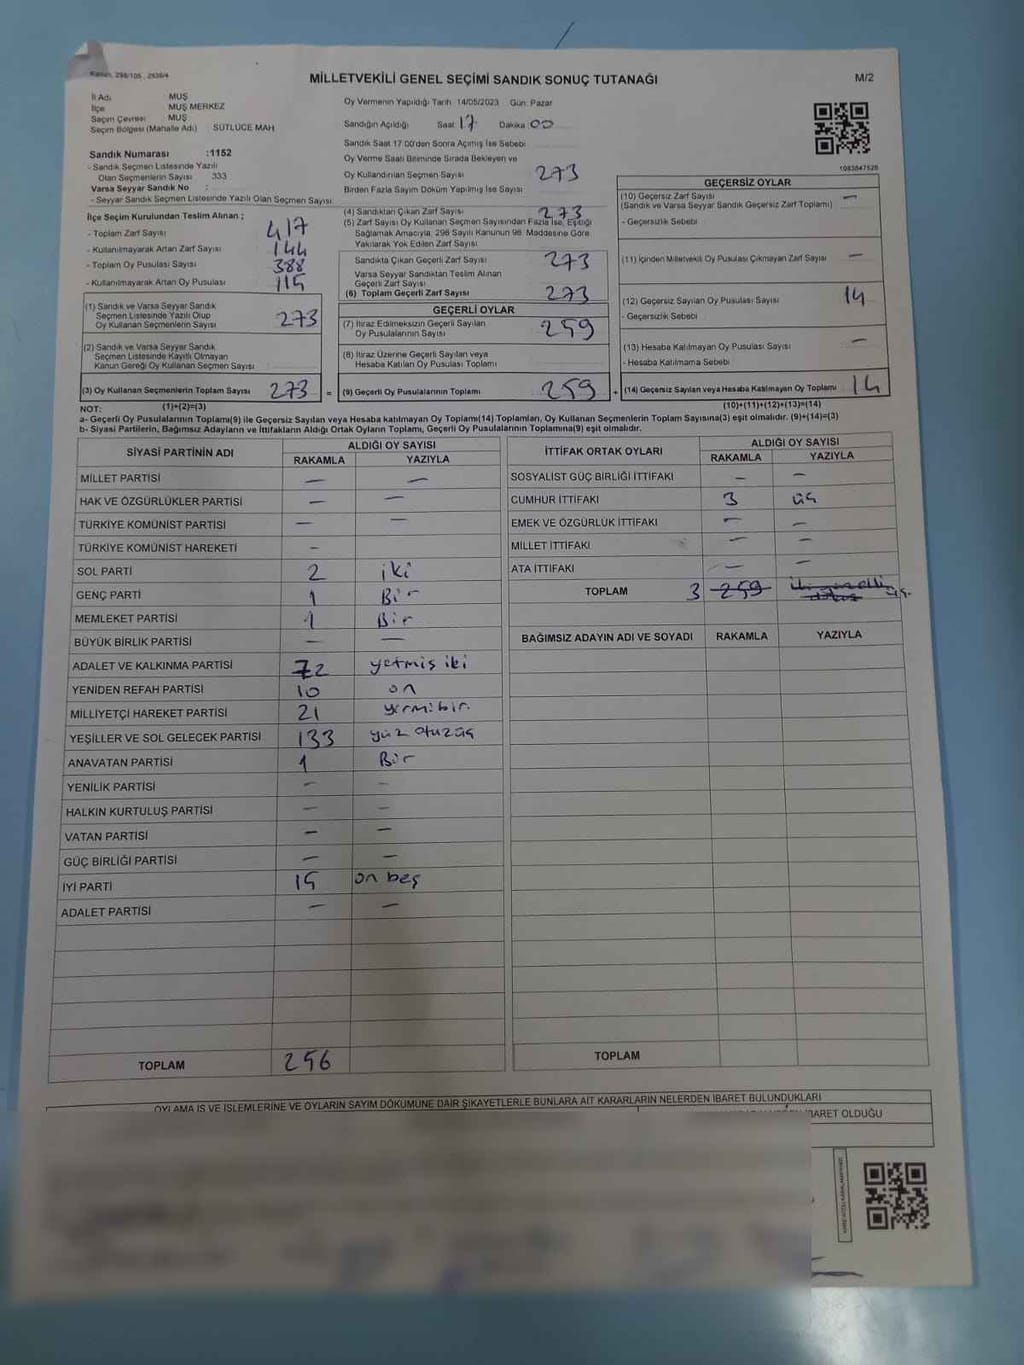 Kanun, 298/105 , 2839/4
MİLLETVEKİLİ GENEL SEÇİMİ SANDIK SONUÇ TUTANAĞI
M/2
İl Adı MUŞ
İlçe MUŞ MERKEZ
Seçim Çevresi MUŞ
Seçim Bölgesi (Mahalle Adı) SÜTLÜCE MAH.
Sandık Numarası :1152
- Sandık Seçmen Listesinde Yazılı
Olan Seçmenlerin Sayısı 333
Varsa Seyyar Sandık No :
- Seyyar Sandık Seçmen Listesinde Yazılı Olan Seçmen Sayısı:
İlçe Seçim Kurulundan Teslim Alınan ;
- Toplam Zarf Sayısı 417
- Kullanılmayarak Artan Zarf Sayısı 144
- Toplam Oy Pusulası Sayısı 388
- Kullanılmayarak Artan Oy Pusulası 115
(1) Sandık ve Varsa Seyyar Sandık
Seçmen Listesinde Yazılı Olup
Oy Kullanan Seçmenlerin Sayısı 273
(2) Sandık ve Varsa Seyyar Sandık
Seçmen Listesinde Kayıtlı Olmayan
Kanun Gereği Oy Kullanan Seçmen Sayısı
(3) Oy Kullanan Seçmenlerin Toplam Sayısı 273 =
Oy Vermenin Yapıldığı Tarih 14/05/2023 Gün: Pazar
Sandığın Açıldığı Saat 17 Dakika 00
Sandık Saat 17.00'den Sonra Açılmış İse Sebebi
Oy Verme Saati Bitiminde Sırada Bekleyen ve
Oy Kullandırılan Seçmen Sayısı 273
Birden Fazla Sayım Döküm Yapılmış İse Sayısı
(4) Sandıktan Çıkan Zarf Sayısı 273
(5) Zarf Sayısı Oy Kullanan Seçmen Sayısından Fazla İse, Eşitliği
Sağlamak Amacıyla, 298 Sayılı Kanunun 98. Maddesine Göre
Yakılarak Yok Edilen Zarf Sayısı
Sandıkta Çıkan Geçerli Zarf Sayısı 273
Varsa Seyyar Sandıktan Teslim Alınan
Geçerli Zarf Sayısı
(6) Toplam Geçerli Zarf Sayısı 273
GEÇERLİ OYLAR
(7) İtiraz Edilmeksizin Geçerli Sayılan
Oy Pusulalarının Sayısı 259
(8) İtiraz Üzerine Geçerli Sayılan veya
Hesaba Katılan Oy Pusulası Toplamı
(9) Geçerli Oy Pusulalarının Toplamı 259 +
1083847528
GEÇERSİZ OYLAR
(10) Geçersiz Zarf Sayısı —
(Sandık ve Varsa Seyyar Sandık Geçersiz Zarf Toplamı)
- Geçersizlik Sebebi
(11) İçinden Milletvekili Oy Pusulası Çıkmayan Zarf Sayısı —
(12) Geçersiz Sayılan Oy Pusulası Sayısı 14
- Geçersizlik Sebebi
(13) Hesaba Katılmayan Oy Pusulası Sayısı —
- Hesaba Katılmama Sebebi
(14) Geçersiz Sayılan veya Hesaba Katılmayan Oy Toplamı 14
NOT: (1)+(2)=(3) (10)+(11)+(12)+(13)=(14)
a- Geçerli Oy Pusulalarının Toplamı(9) ile Geçersiz Sayılan veya Hesaba katılmayan Oy Toplamı(14) Toplamları, Oy Kullanan Seçmenlerin Toplam Sayısına(3) eşit olmalıdır. (9)+(14)=(3)
b- Siyasi Partilerin, Bağımsız Adayların ve İttifakların Aldığı Ortak Oyların Toplamı, Geçerli Oy Pusulalarının Toplamına(9) eşit olmalıdır.
SİYASİ PARTİNİN ADI ALDIĞI OY SAYISI
RAKAMLA YAZIYLA
MİLLET PARTİSİ — —
HAK VE ÖZGÜRLÜKLER PARTİSİ — —
TÜRKİYE KOMÜNİST PARTİSİ — —
TÜRKİYE KOMÜNİST HAREKETİ —
SOL PARTİ 2 iki
GENÇ PARTİ 1 Bir
MEMLEKET PARTİSİ 1 Bir
BÜYÜK BİRLİK PARTİSİ — —
ADALET VE KALKINMA PARTİSİ 72 yetmiş iki
YENİDEN REFAH PARTİSİ 10 on
MİLLİYETÇİ HAREKET PARTİSİ 21 yirmibir
YEŞİLLER VE SOL GELECEK PARTİSİ 133 yüz otuzüç
ANAVATAN PARTİSİ 1 Bir
YENİLİK PARTİSİ — —
HALKIN KURTULUŞ PARTİSİ — —
VATAN PARTİSİ — —
GÜÇ BİRLİĞİ PARTİSİ — —
İYİ PARTİ 15 on beş
ADALET PARTİSİ — —
TOPLAM 256
İTTİFAK ORTAK OYLARI ALDIĞI OY SAYISI
RAKAMLA YAZIYLA
SOSYALİST GÜÇ BİRLİĞİ İTTİFAKI — —
CUMHUR İTTİFAKI 3 üç
EMEK VE ÖZGÜRLÜK İTTİFAKI — —
MİLLET İTTİFAKI — —
ATA İTTİFAKI — —
TOPLAM 3 259 üç
BAĞIMSIZ ADAYIN ADI VE SOYADI RAKAMLA YAZIYLA
TOPLAM
OYLAMA İŞ VE İŞLEMLERİNE VE OYLARIN SAYIM DÖKÜMÜNE DAİR ŞİKAYETLERLE BUNLARA AİT KARARLARIN NELERDEN İBARET BULUNDUKLARI
İBARET OLDUĞU